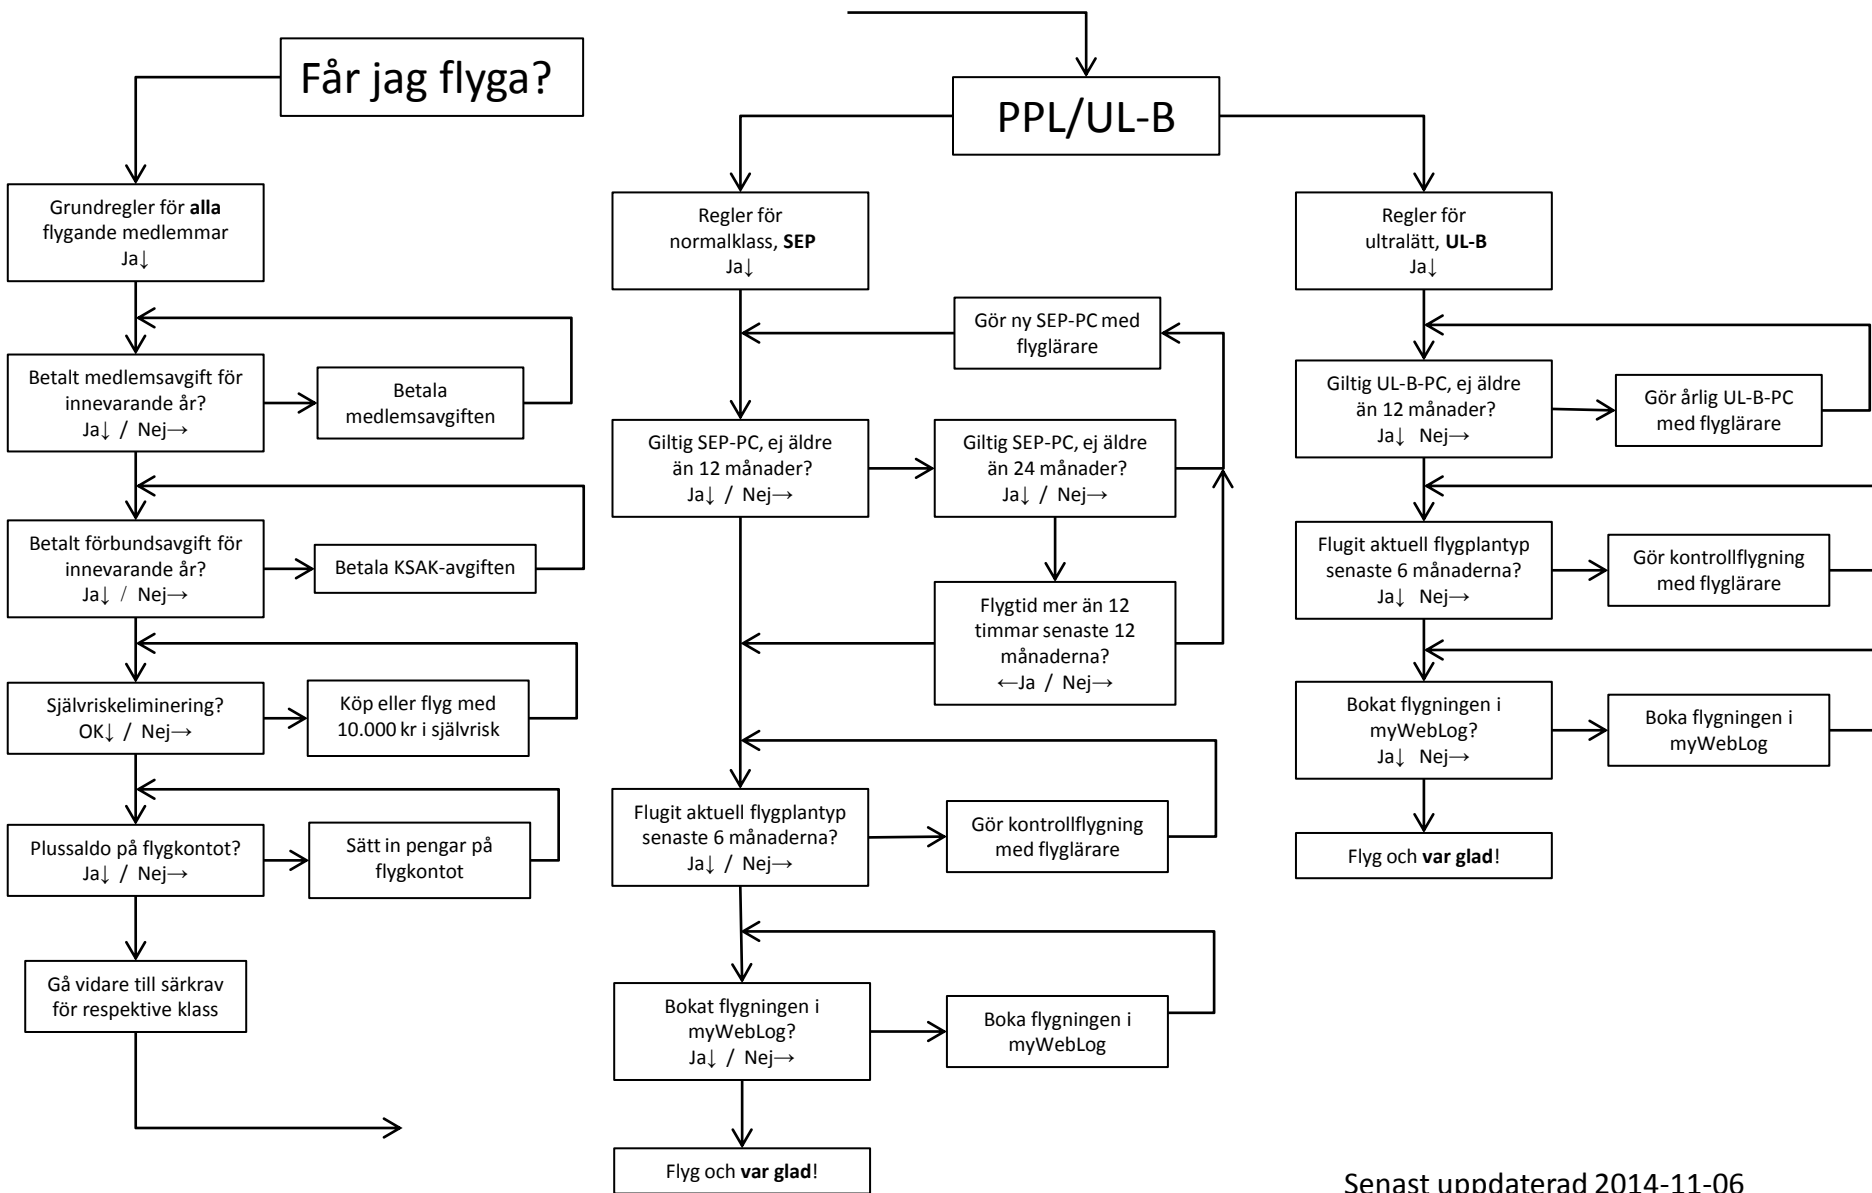 Får jag flyga?
Grundregler för alla
flygande medlemmar
Ja↓
Betalt medlemsavgift för
innevarande år?
Ja↓ / Nej→
Betala
medlemsavgiften
Betalt förbundsavgift för
innevarande år?
Ja↓ / Nej→
Betala KSAK-avgiften
Självriskeliminering?
OK↓ / Nej→
Köp eller flyg med
10.000 kr i självrisk
Plussaldo på flygkontot?
Ja↓ / Nej→
Sätt in pengar på
flygkontot
Gå vidare till särkrav
för respektive klass
PPL/UL-B
Regler för
normalklass, SEP
Ja↓
Gör ny SEP-PC med
flyglärare
Giltig SEP-PC, ej äldre
än 12 månader?
Ja↓ / Nej→
Giltig SEP-PC, ej äldre
än 24 månader?
Ja↓ / Nej→
Flygtid mer än 12
timmar senaste 12
månaderna?
←Ja / Nej→
Flugit aktuell flygplantyp
senaste 6 månaderna?
Ja↓ / Nej→
Gör kontrollflygning
med flyglärare
Bokat flygningen i
myWebLog?
Ja↓ / Nej→
Boka flygningen i
myWebLog
Flyg och var glad!
Regler för
ultralätt, UL-B
Ja↓
Giltig UL-B-PC, ej äldre
än 12 månader?
Ja↓ Nej→
Gör årlig UL-B-PC
med flyglärare
Flugit aktuell flygplantyp
senaste 6 månaderna?
Ja↓ Nej→
Gör kontrollflygning
med flyglärare
Bokat flygningen i
myWebLog?
Ja↓ Nej→
Boka flygningen i
myWebLog
Flyg och var glad!
Senast uppdaterad 2014-11-06